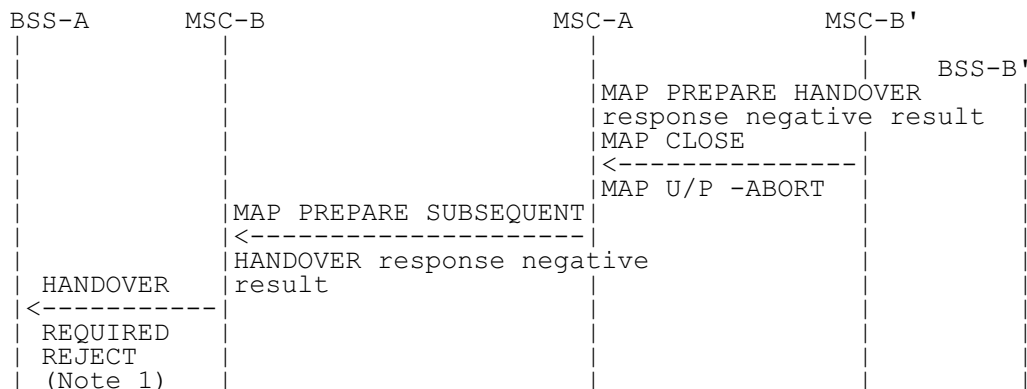 BSS-A MSC-B MSC-A MSC-B'
BSS-B'
MAP PREPARE HANDOVER
response negative result
MAP CLOSE
MAP U/P -ABORT
MAP PREPARE SUBSEQUENT
HANDOVER response negative
HANDOVER result
REQUIRED
REJECT
(Note 1)